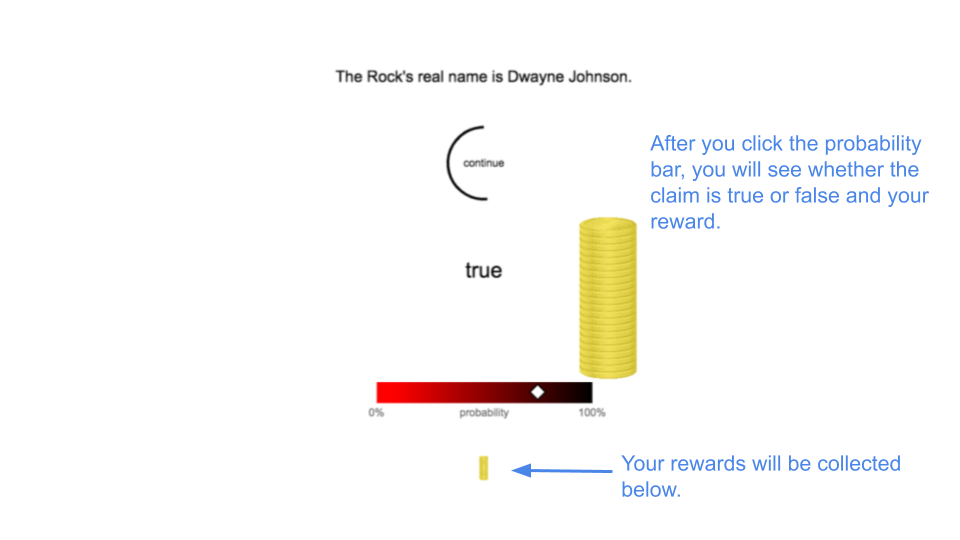 The Rock's real name is Dwayne Johnson.
continue
After you click the probability
bar, you will see whether the
claim is true or false and your
reward.
true
0% probability 100%
Your rewards will be collected
below.